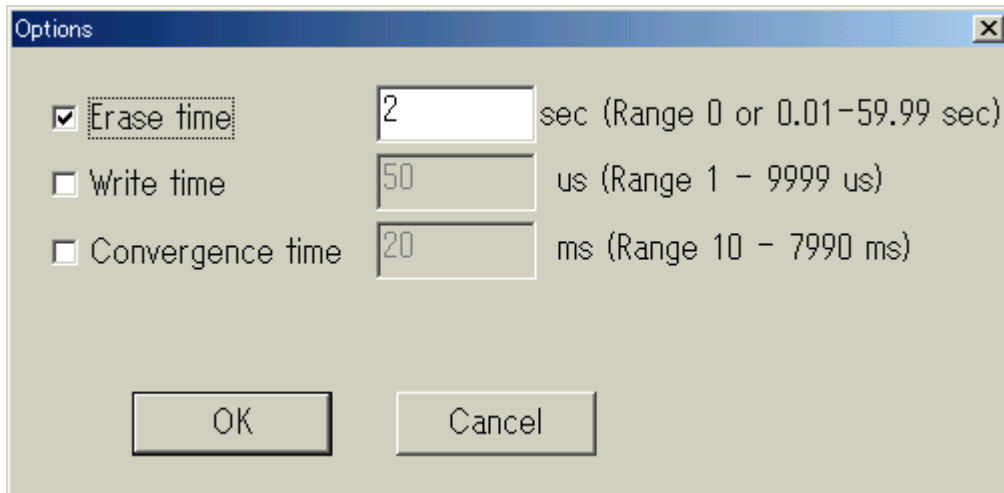 Options
Erase time 2 sec (Range 0 or 0.01-59.99 sec)
Write time 50 us (Range 1 - 9999 us)
Convergence time 20 ms (Range 10 - 7990 ms)
OK Cancel